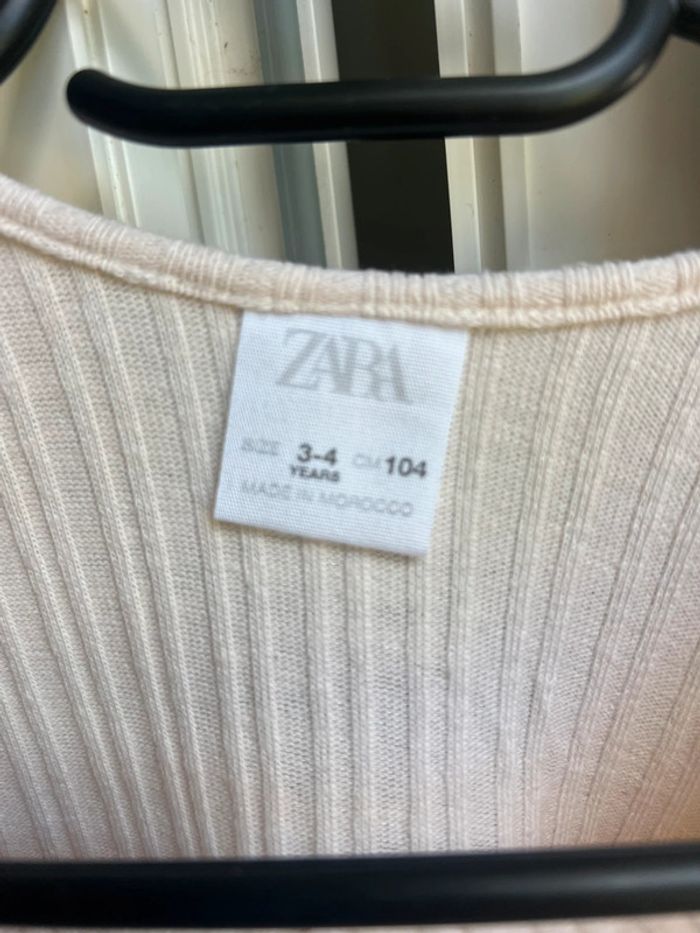 ZARA
SIZE 3-4 YEARS CM 104
MADE IN MOROCCO